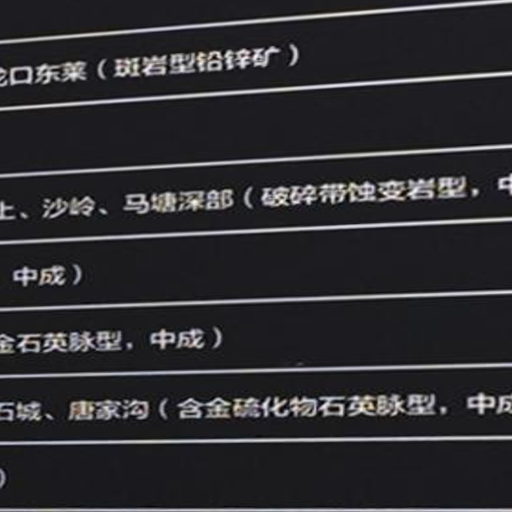 口东莱（斑岩型铅锌矿）
上、沙岭、马塘深部（破碎带蚀变岩型，中
中成）
金石英脉型，中成）
石城、唐家沟（含金硫化物石英脉型，中成
）